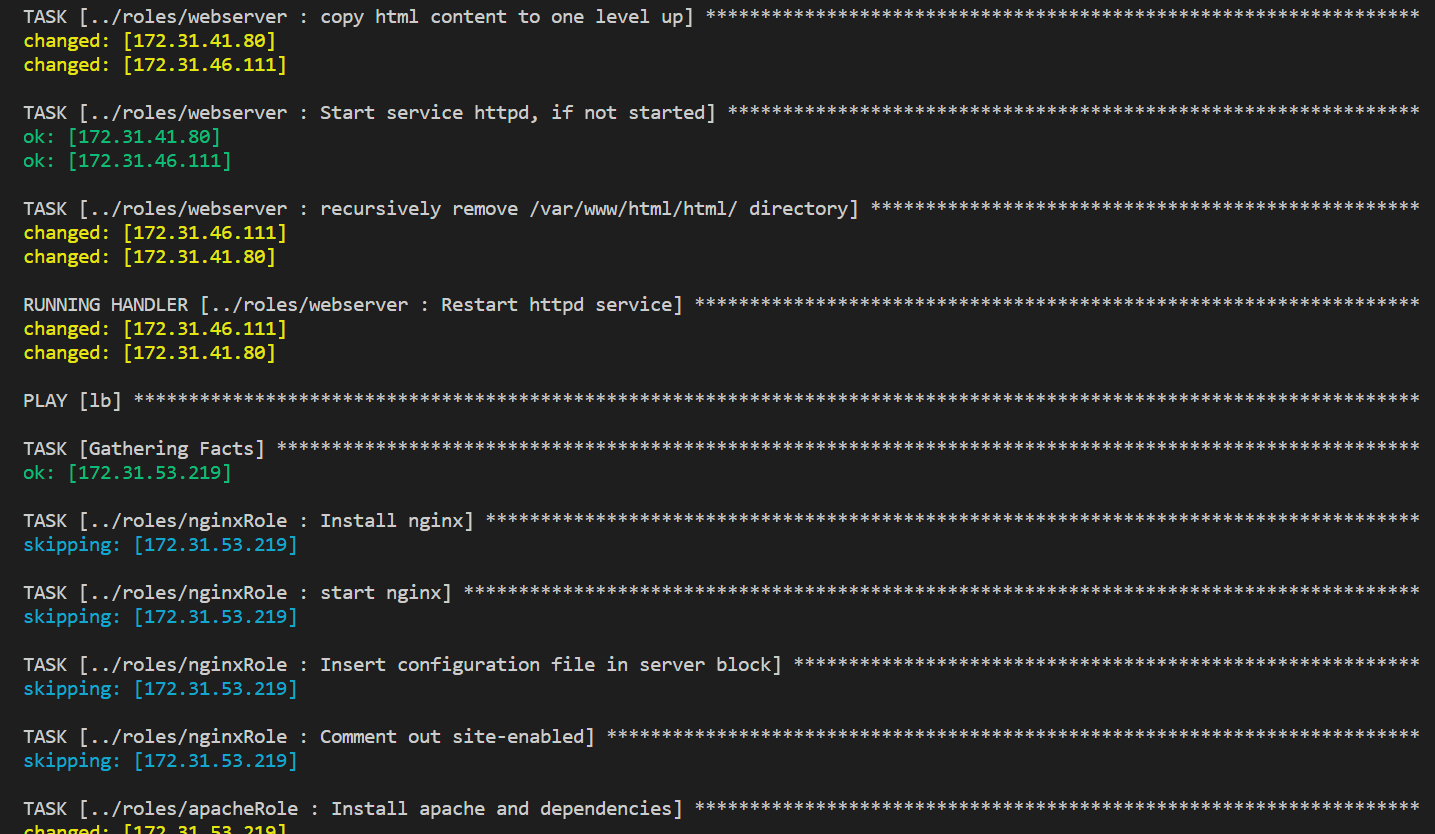 TASK [../roles/webserver : copy html content to one level up] *****************************************************************
changed: [172.31.41.80]
changed: [172.31.46.111]
TASK [../roles/webserver : Start service httpd, if not started] ***************************************************************
ok: [172.31.41.80]
ok: [172.31.46.111]
TASK [../roles/webserver : recursively remove /var/www/html/html/ directory] **************************************************
changed: [172.31.46.111]
changed: [172.31.41.80]
RUNNING HANDLER [../roles/webserver : Restart httpd service] ******************************************************************
changed: [172.31.46.111]
changed: [172.31.41.80]
PLAY [lb] *********************************************************************************************************************
TASK [Gathering Facts] ********************************************************************************************************
ok: [172.31.53.219]
TASK [../roles/nginxRole : Install nginx] *************************************************************************************
skipping: [172.31.53.219]
TASK [../roles/nginxRole : start nginx] ***************************************************************************************
skipping: [172.31.53.219]
TASK [../roles/nginxRole : Insert configuration file in server block] *********************************************************
skipping: [172.31.53.219]
TASK [../roles/nginxRole : Comment out site-enabled] **************************************************************************
skipping: [172.31.53.219]
TASK [../roles/apacheRole : Install apache and dependencies] ******************************************************************
changed: [172.31.53.219]